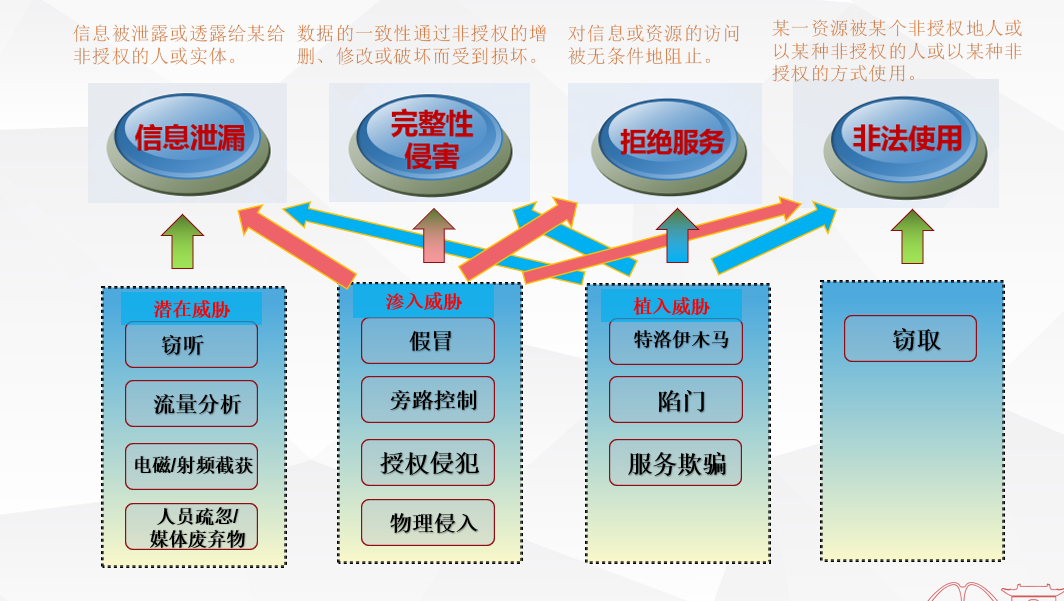 信息被泄露或透露给某给
非授权的人或实体。
数据的一致性通过非授权的增
删、修改或破坏而受到损坏。
对信息或资源的访问
被无条件地阻止。
某一资源被某个非授权地人或
以某种非授权的人或以某种非
授权的方式使用。
信息泄漏
完整性
侵害
拒绝服务
非法使用
潜在威胁
窃听
流量分析
电磁/射频截获
人员疏忽/
媒体废弃物
渗入威胁
假冒
旁路控制
授权侵犯
物理侵入
植入威胁
特洛伊木马
陷门
服务欺骗
窃取